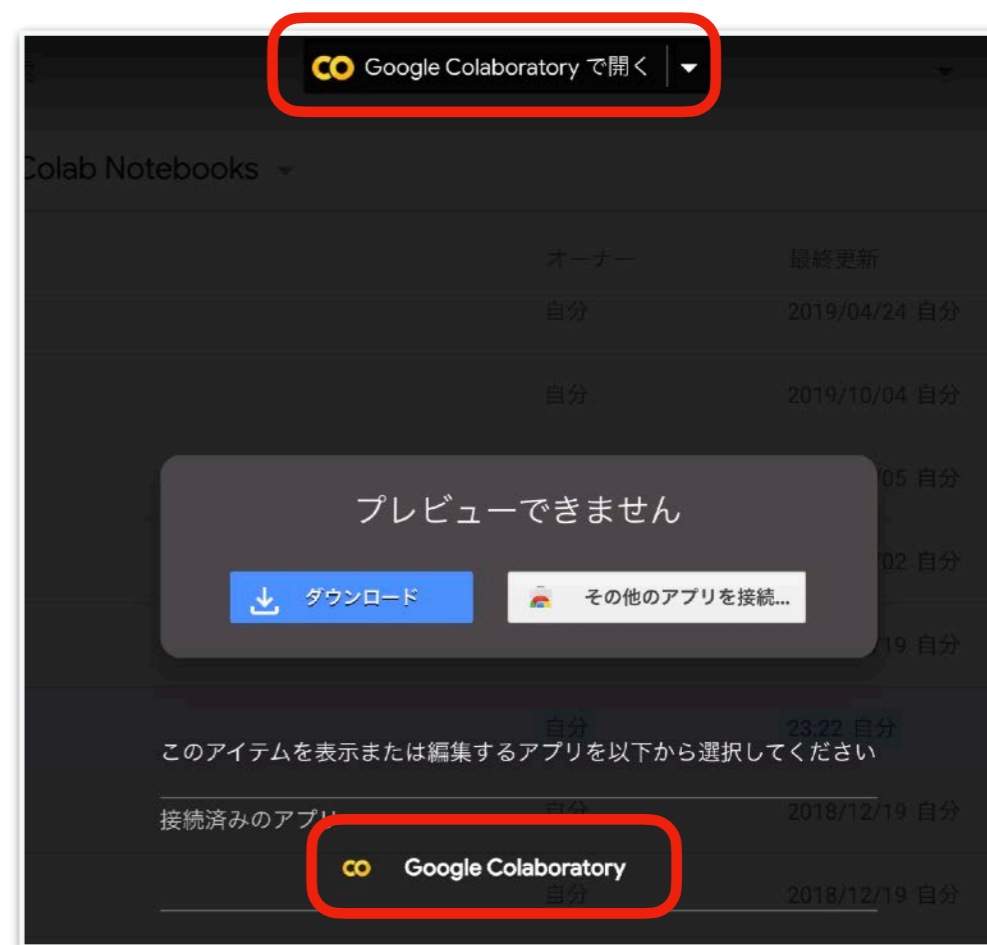 CO Google Colaboratory で開く
Colab Notebooks
オーナー 最終更新
自分 2019/04/24 自分
自分 2019/10/04 自分
05 自分
プレビューできません
02 自分
ダウンロード その他のアプリを接続...
/19 自分
自分 23:22 自分
このアイテムを表示または編集するアプリを以下から選択してください
接続済みのアプリ
自分 2018/12/19 自分
CO Google Colaboratory
自分 2018/12/19 自分